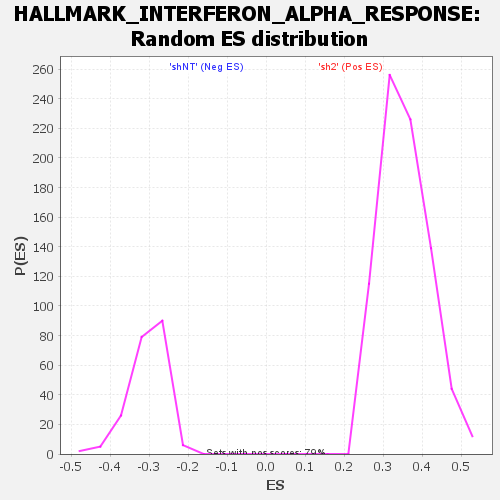 HALLMARK_INTERFERON_ALPHA_RESPONSE:
Random ES distribution
'shNT' (Neg ES) 'sh2' (Pos ES)
260
240
220
200
180
160
140
120
100
80
60
40
20
0
P(ES)
Sets with pos scores: 79%
-0.5 -0.4 -0.3 -0.2 -0.1 0.0 0.1 0.2 0.3 0.4 0.5
ES